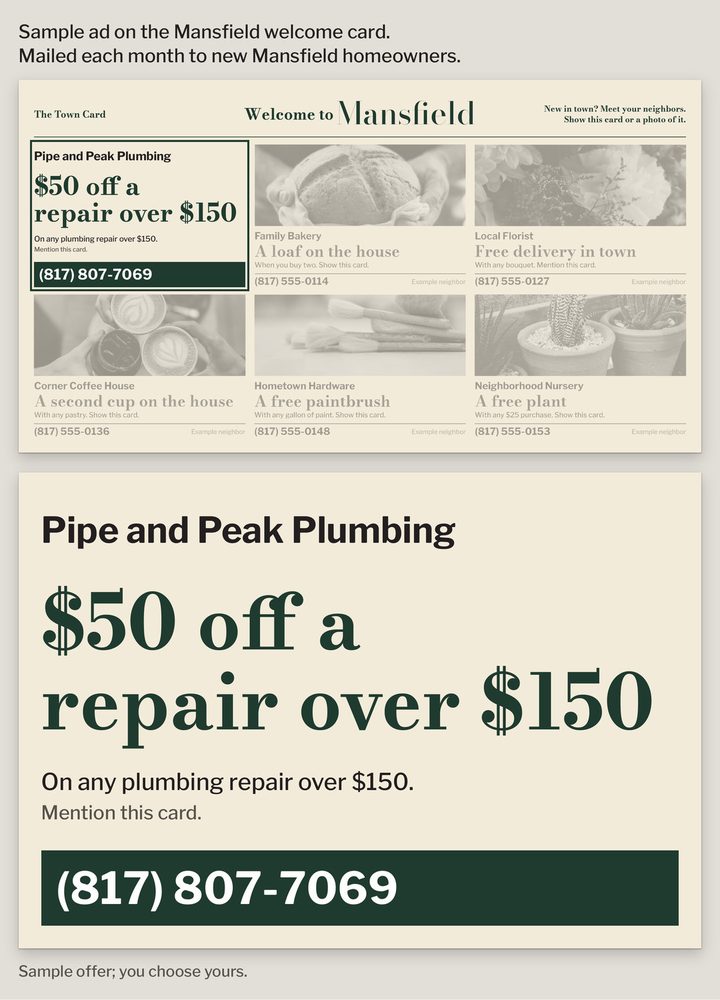 Sample ad on the Mansfield welcome card.
Mailed each month to new Mansfield homeowners.
The Town Card
Welcome to Mansfield
New in town? Meet your neighbors.
Show this card or a photo of it.
Pipe and Peak Plumbing
$50 off a
repair over $150
On any plumbing repair over $150.
Mention this card.
(817) 807-7069
Family Bakery
A loaf on the house
When you buy two. Show this card.
(817) 555-0114
Example neighbor
Local Florist
Free delivery in town
With any bouquet. Mention this card.
(817) 555-0127
Example neighbor
Corner Coffee House
A second cup on the house
With any pastry. Show this card.
(817) 555-0136
Example neighbor
Hometown Hardware
A free paintbrush
With any gallon of paint. Show this card.
(817) 555-0148
Example neighbor
Neighborhood Nursery
A free plant
With any $25 purchase. Show this card.
(817) 555-0153
Example neighbor
Pipe and Peak Plumbing
$50 off a
repair over $150
On any plumbing repair over $150.
Mention this card.
(817) 807-7069
Sample offer; you choose yours.